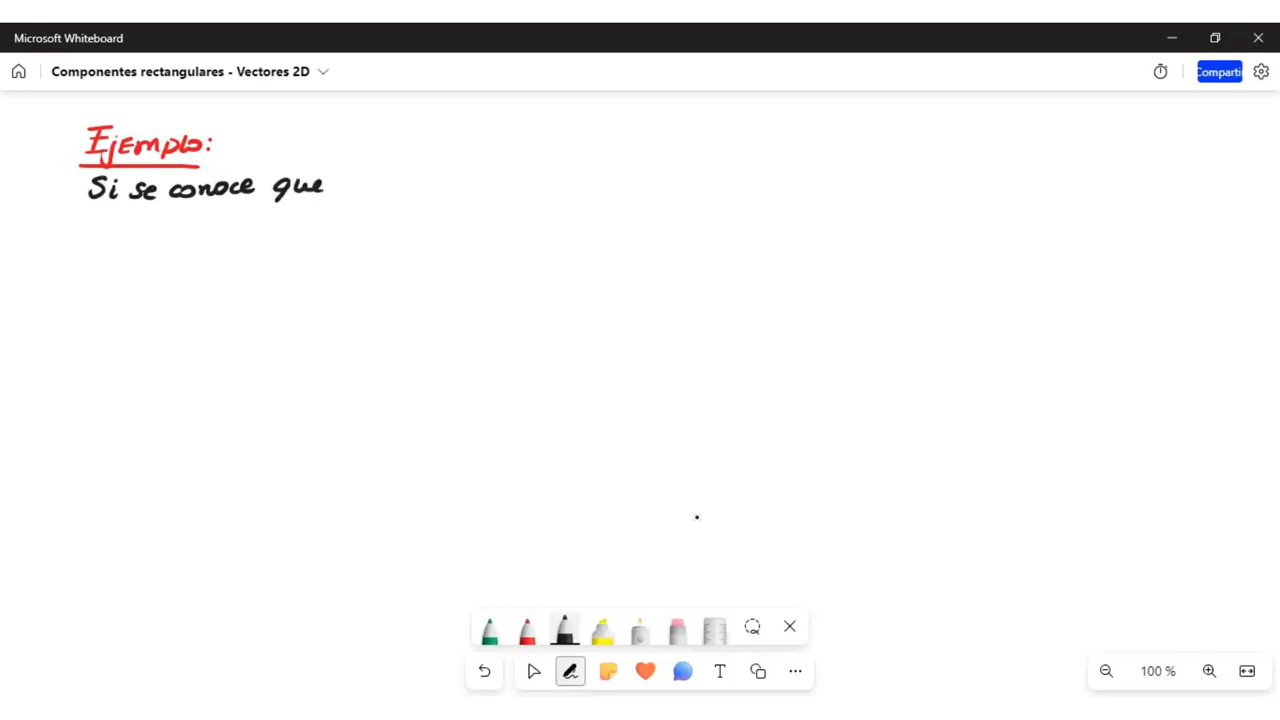 Microsoft Whiteboard
Componentes rectangulares - Vectores 2D
Comparti
Ejemplo:
Si se conoce que
T
100 %